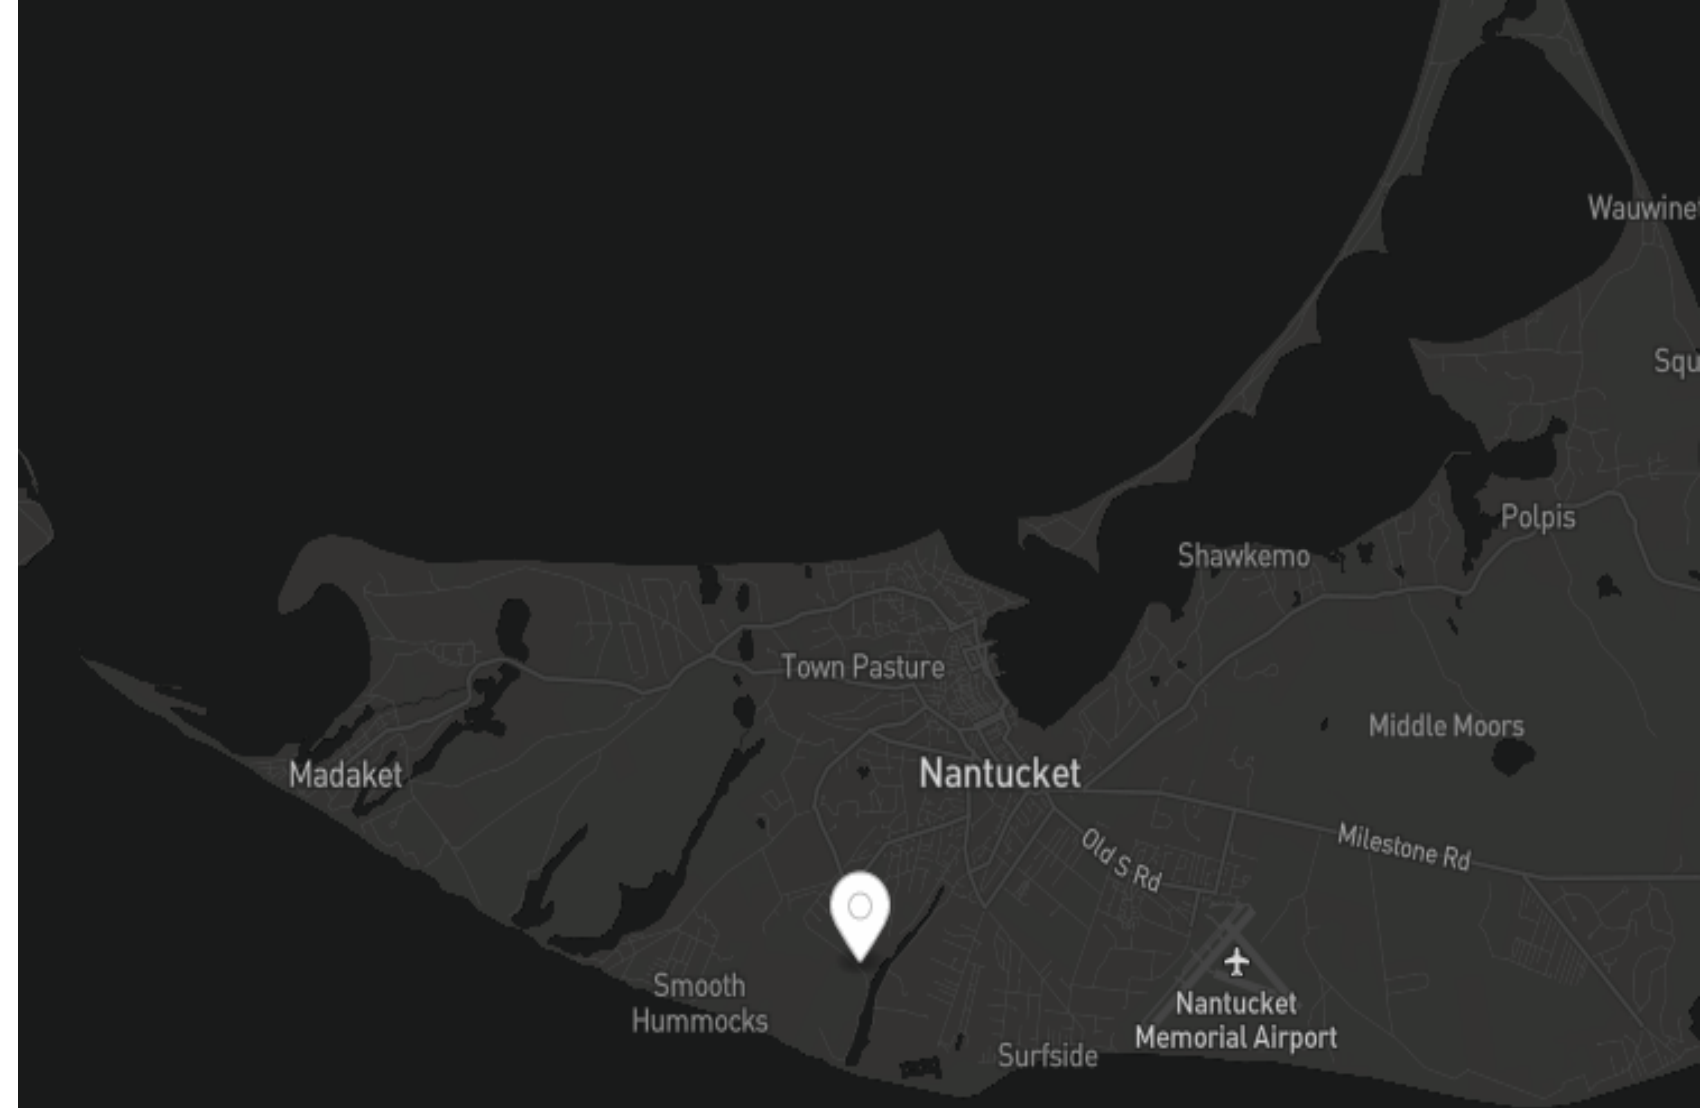 Wauwinet
Squ
Polpis
Shawkemo
Town Pasture
Middle Moors
Madaket
Nantucket
Milestone Rd
Old S Rd
Smooth
Hummocks
Nantucket
Memorial Airport
Surfside